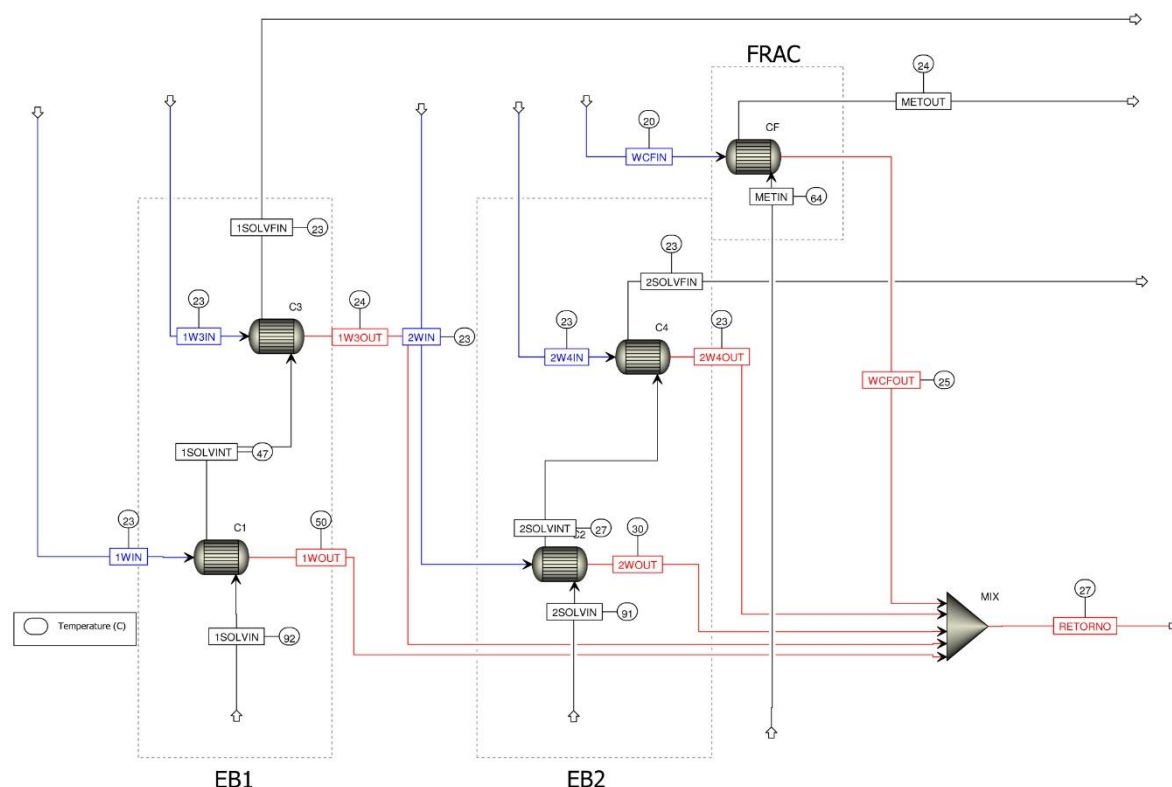 FRAC
24
METOUT
20
CF
WCFIN
METIN
64
1SOLVFIN
23
23
2SOLVFIN
23
C3
24
1W3IN
1W3OUT
2WIN
23
23
C4
23
2W4IN
2W4OUT
WCFOUT
25
1SOLVINT
47
23
C1
50
1WIN
1WOUT
2SOLVINT
27
C2
30
2WOUT
MIX
27
RETORNO
2SOLVIN
91
Temperature (C)
1SOLVIN
92
EB1
EB2